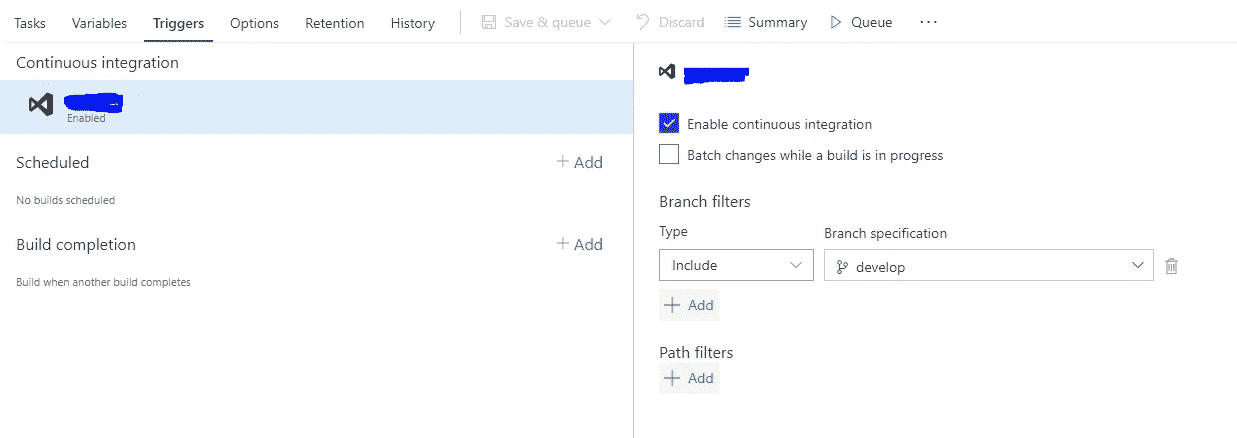 Tasks Variables Triggers Options Retention History Save & queue Discard Summary Queue ...
Continuous integration
Enabled
Scheduled + Add
No builds scheduled
Build completion + Add
Build when another build completes
Enable continuous integration
Batch changes while a build is in progress
Branch filters
Type Branch specification
Include develop
+ Add
Path filters
+ Add